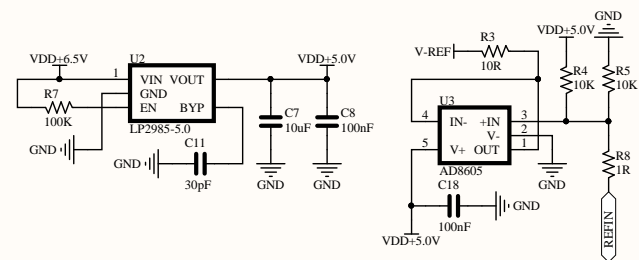 U2
VDD+6.5V
1
VIN VOUT
GND
EN BYP
LP2985-5.0
R7
100K
GND
C11
GND
30pF
VDD+5.0V
C7
10uF
C8
100nF
GND
GND
V-REF
R3
10R
VDD+5.0V
GND
R4
10K
R5
10K
U3
4 IN- +IN 3
V- 2
5 V+ OUT 1
AD8605
GND
R8
1R
C18
100nF
GND
VDD+5.0V
REFIN